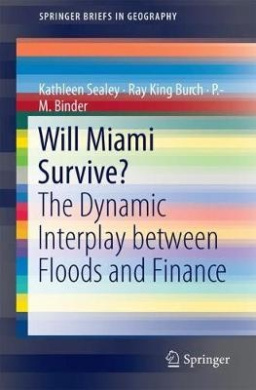 SPRINGER BRIEFS IN GEOGRAPHY
Kathleen Sealey · Ray King Burch · P.-
M. Binder
Will Miami
Survive?
The Dynamic
Interplay between
Floods and Finance
Springer